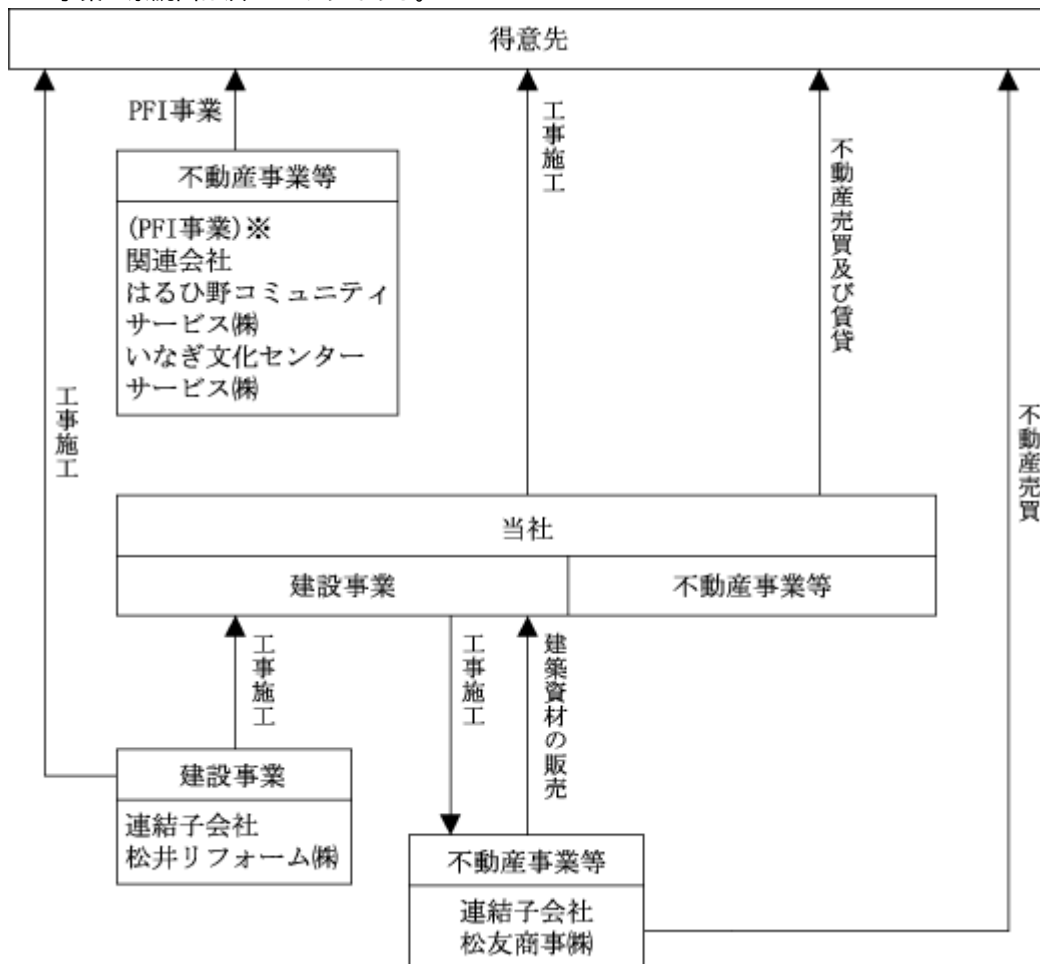 得意先
PFI事業
工事施工
不動産売買及び賃貸
不動産事業等
(PFI事業)※
関連会社
はるひ野コミュニティ
サービス㈱
いなぎ文化センター
サービス㈱
工事施工
不動産売買
当社
建設事業
不動産事業等
工事施工
工事施工
建築資材の販売
建設事業
連結子会社
松井リフォーム㈱
不動産事業等
連結子会社
松友商事㈱